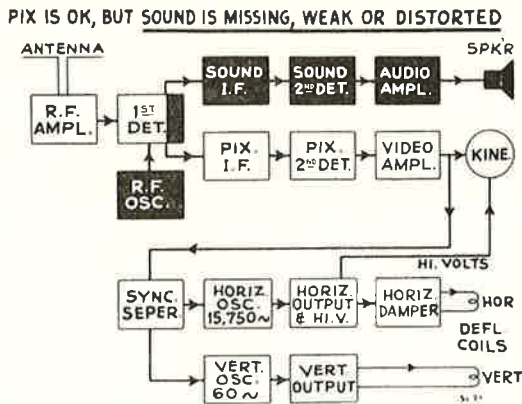 PIX IS OK, BUT SOUND IS MISSING, WEAK OR DISTORTED
ANTENNA
R.F. AMPL.
1ST DET.
R.F. OSC.
SOUND I.F.
SOUND 2ND DET.
AUDIO AMPL.
SPK'R
PIX. I.F.
PIX. 2ND DET.
VIDEO AMPL.
KINE.
HI. VOLTS
SYNC. SEPER.
HORIZ. OSC. 15,750~
HORIZ. OUTPUT & HI.V.
HORIZ. DAMPER
HOR
DEFL COILS
VERT. OSC. 60~
VERT. OUTPUT
VERT